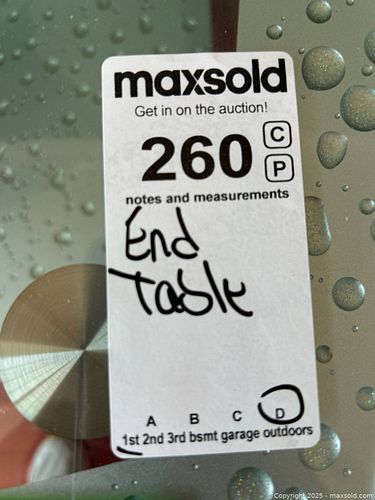 maxsold
Get in on the auction!
260 C
P
notes and measurements
End
Table
A B C D
1st 2nd 3rd bsmt garage outdoors
Copyright 2025 - maxsold.com